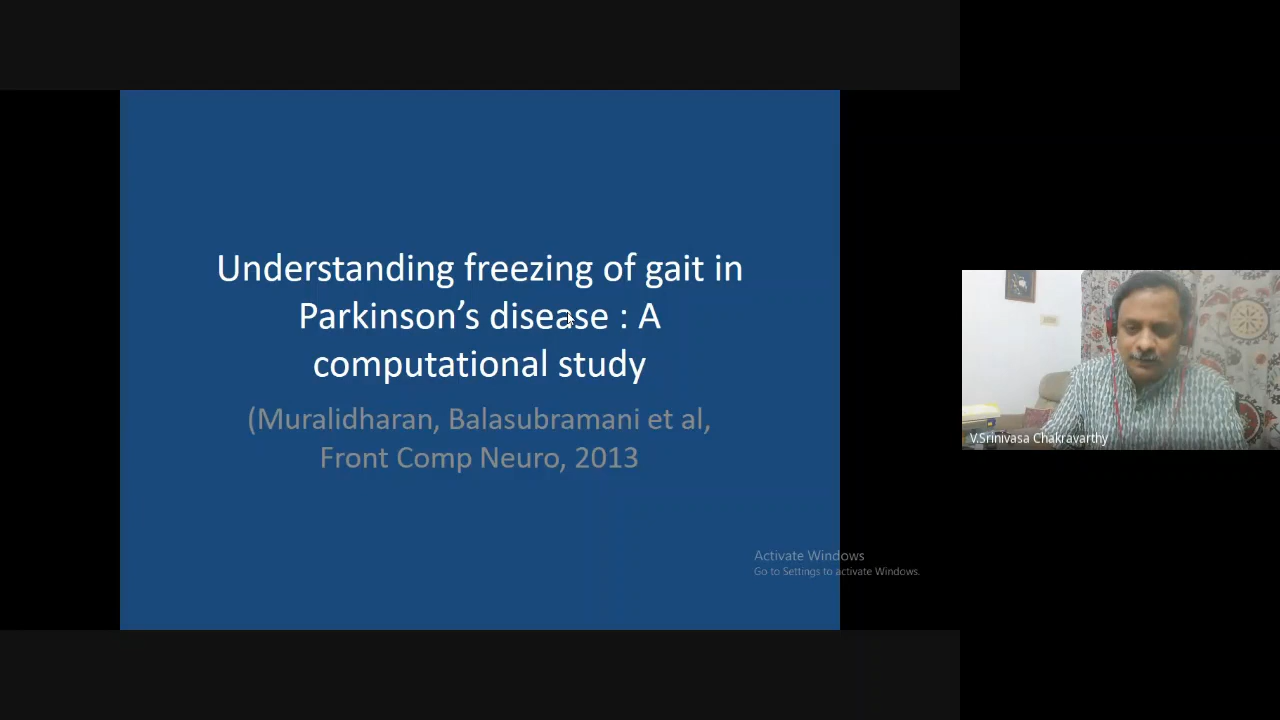 Understanding freezing of gait in
Parkinson’s disease : A
computational study
(Muralidharan, Balasubramani et al,
Front Comp Neuro, 2013
Activate Windows
Go to Settings to activate Windows.
V.Srinivasa Chakravarthy